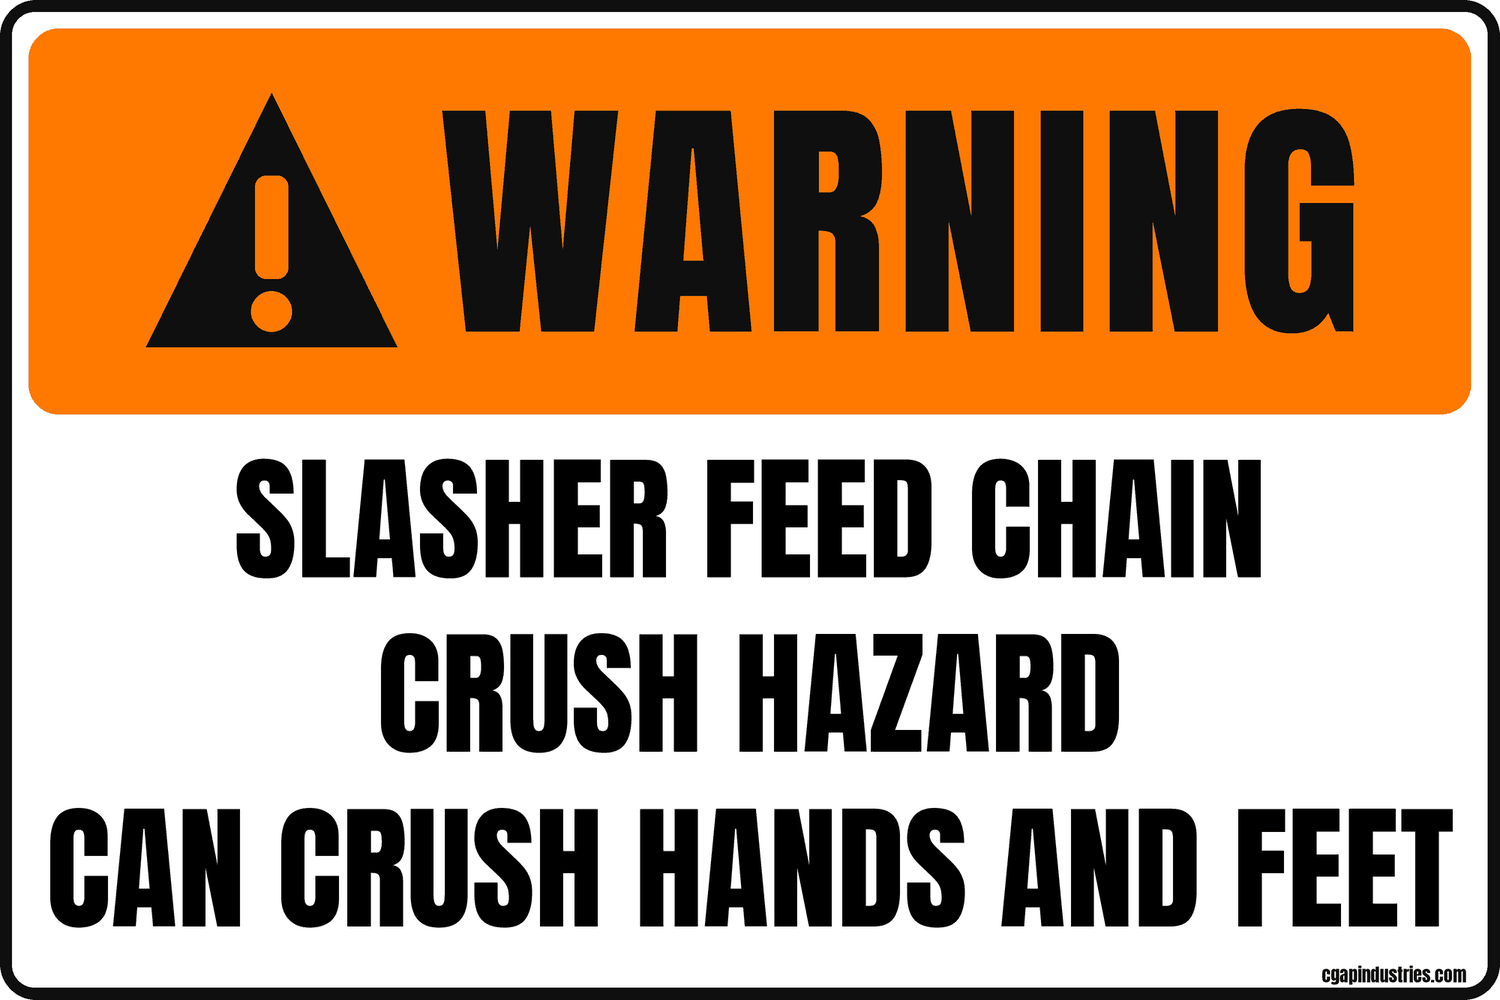 WARNING
SLASHER FEED CHAIN
CRUSH HAZARD
CAN CRUSH HANDS AND FEET
cgapindustries.com